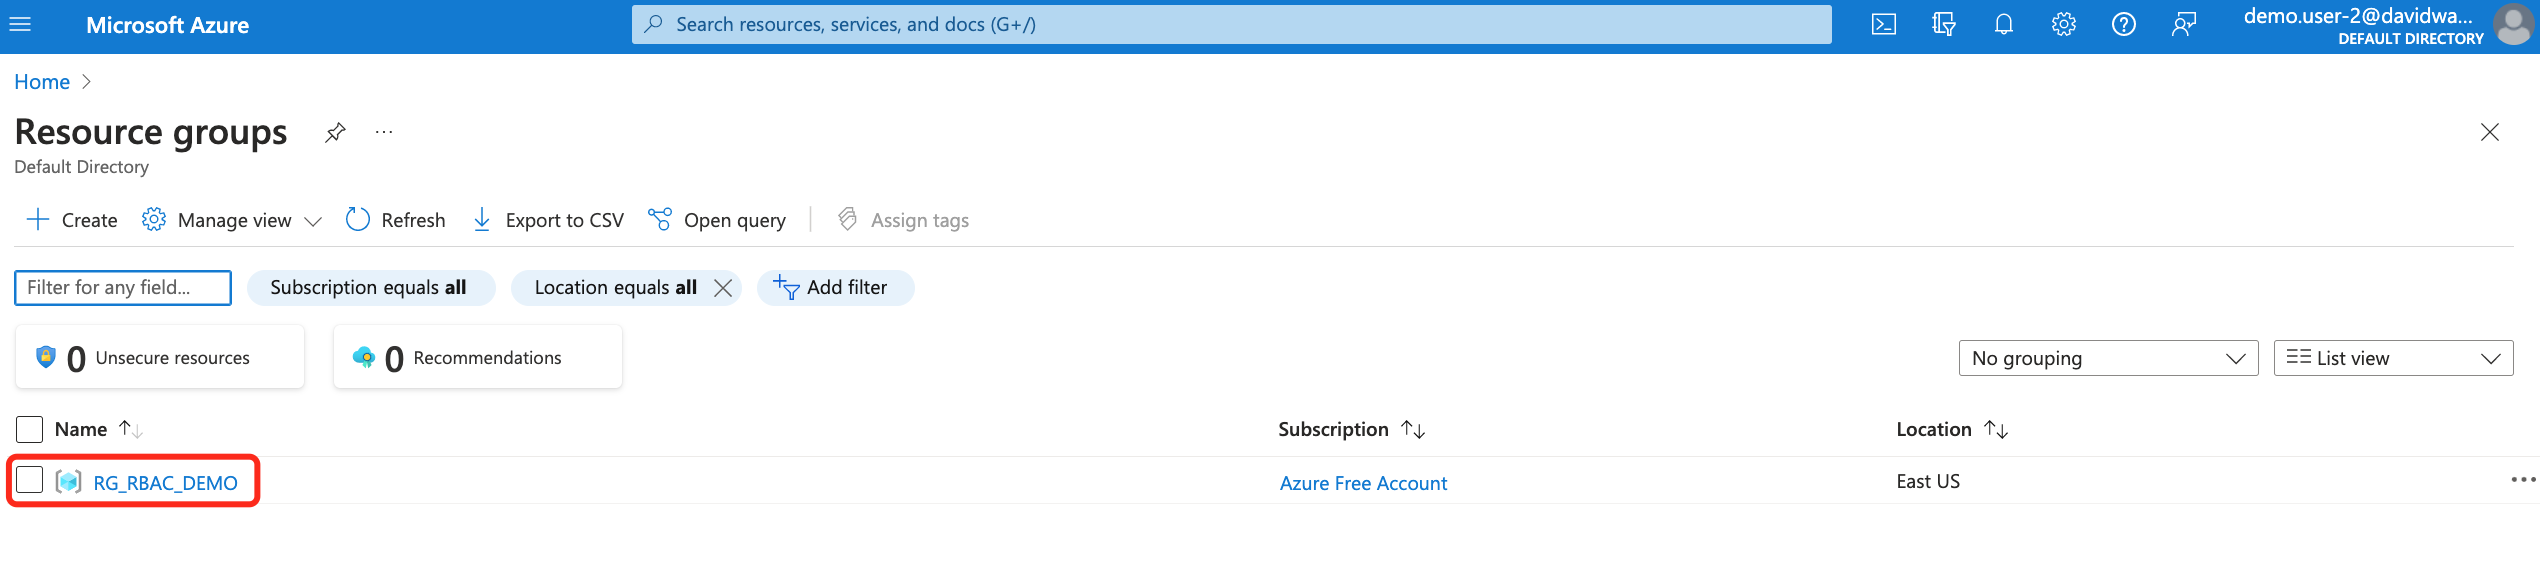 Microsoft Azure
Search resources, services, and docs (G+/)
demo.user-2@davidwa...
DEFAULT DIRECTORY
Home
Resource groups
Default Directory
Create
Manage view
Refresh
Export to CSV
Open query
Assign tags
Filter for any field...
Subscription equals all
Location equals all
Add filter
0 Unsecure resources
0 Recommendations
No grouping
List view
Name
Subscription
Location
RG_RBAC_DEMO
Azure Free Account
East US